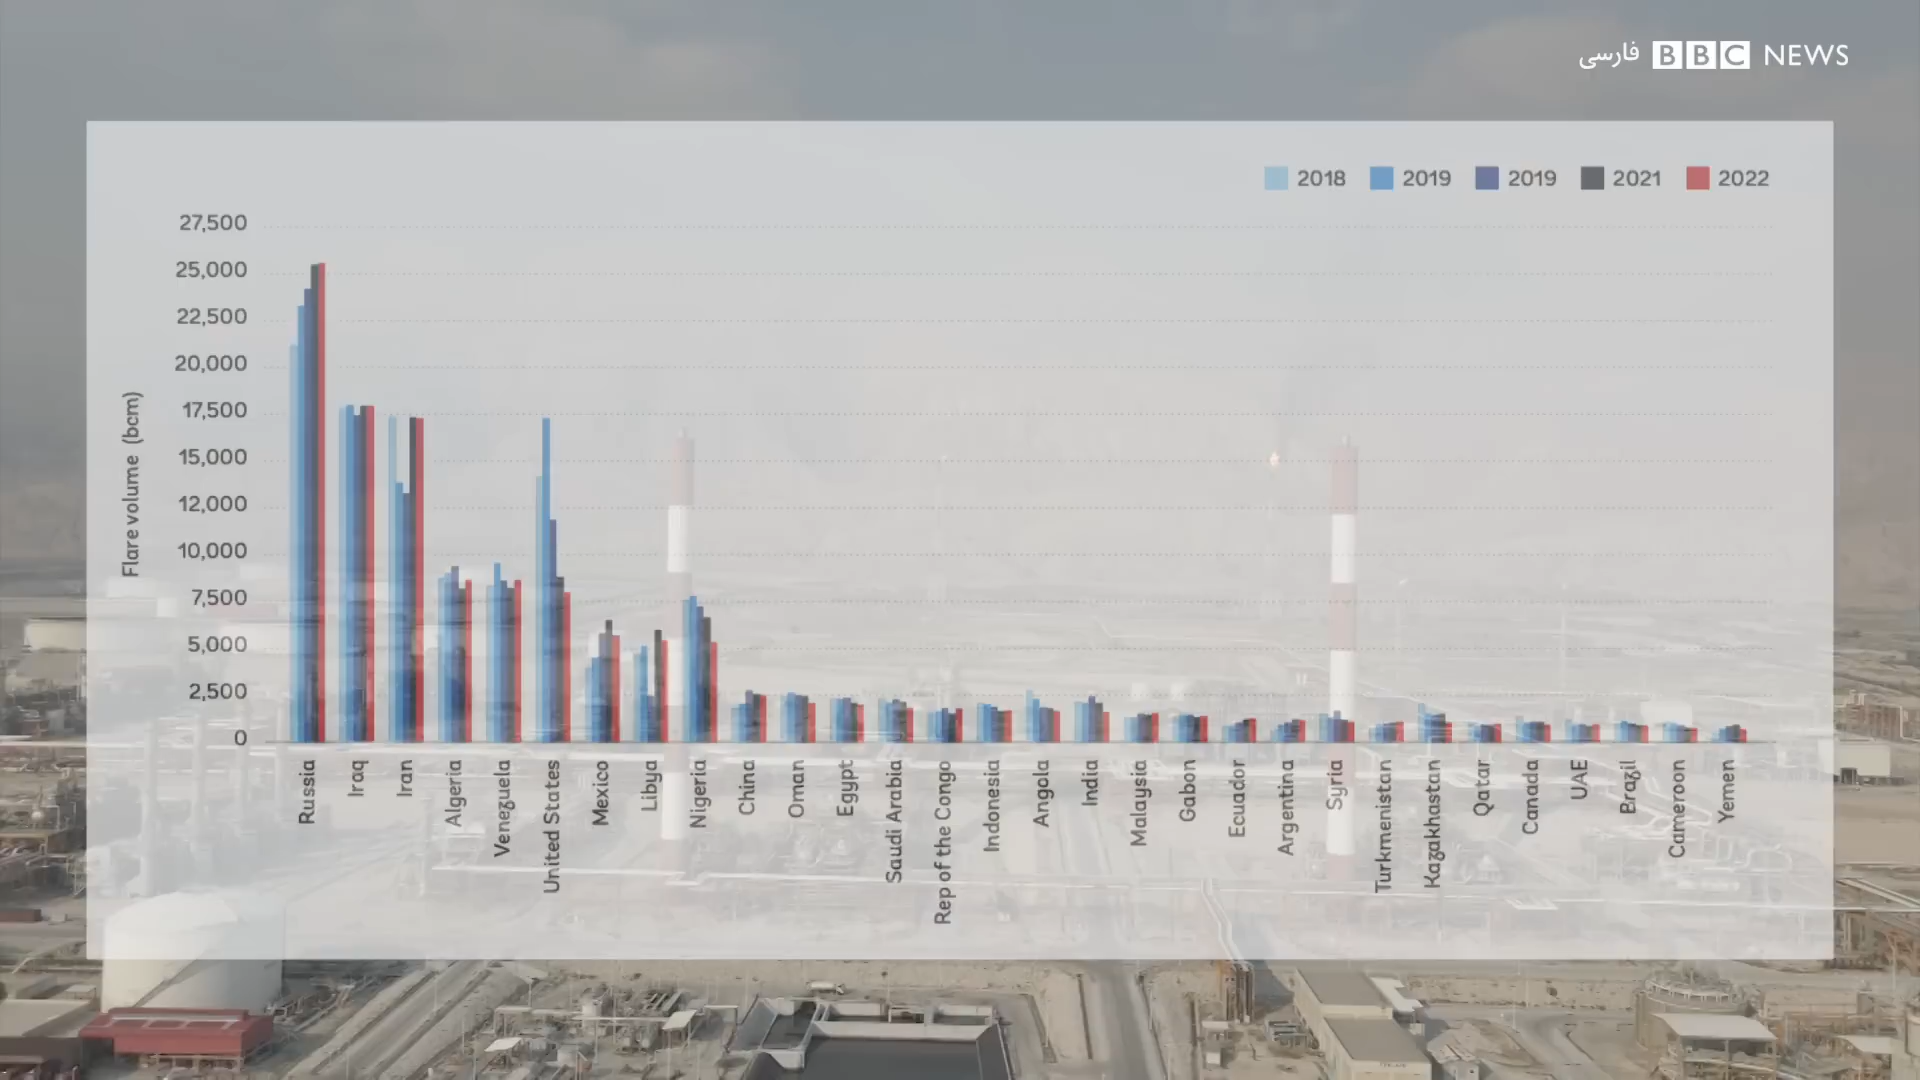 فارسی BBC NEWS
2018 2019 2019 2021 2022
27,500
25,000
22,500
20,000
17,500
15,000
12,000
10,000
7,500
5,000
2,500
0
Flare volume (bcm)
Russia
Iraq
Iran
Algeria
Venezuela
United States
Mexico
Libya
Nigeria
China
Oman
Egypt
Saudi Arabia
Rep of the Congo
Indonesia
Angola
India
Malaysia
Gabon
Ecuador
Argentina
Syria
Turkmenistan
Kazakhastan
Qatar
Canada
UAE
Brazil
Cameroon
Yemen